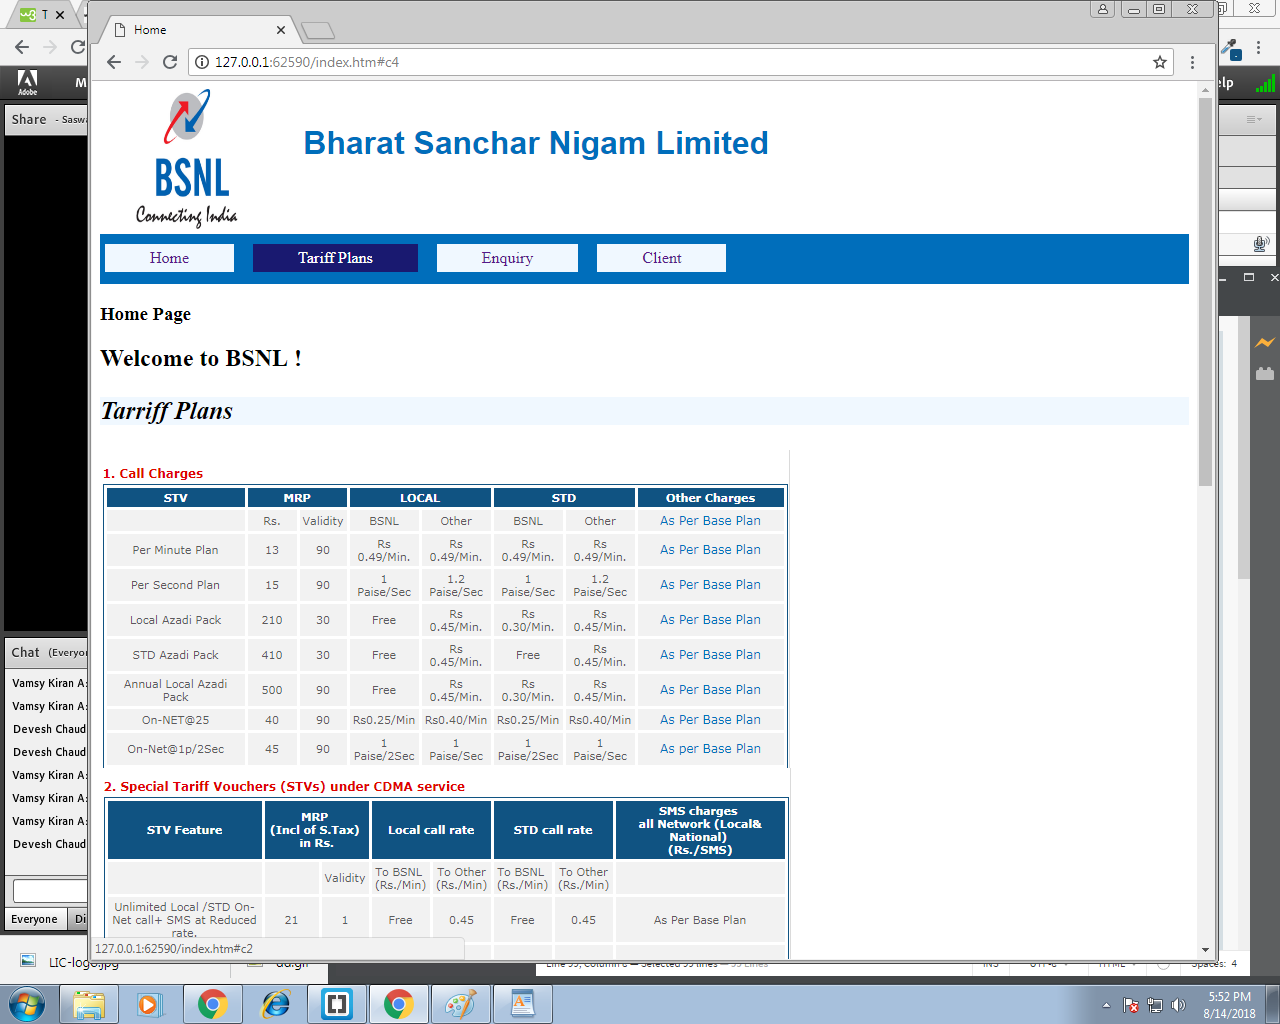 T
Home
127.0.0.1:62590/index.htm#c4
Adobe
M
elp
Share - Saswa
BSNL
Connecting India
Bharat Sanchar Nigam Limited
Home Tariff Plans Enquiry Client
Home Page
Welcome to BSNL !
Tarriff Plans
1. Call Charges
STV MRP LOCAL STD Other Charges
Rs. Validity BSNL Other BSNL Other As Per Base Plan
Per Minute Plan 13 90 Rs 0.49/Min. Rs 0.49/Min. Rs 0.49/Min. Rs 0.49/Min. As Per Base Plan
Per Second Plan 15 90 1 Paise/Sec 1.2 Paise/Sec 1 Paise/Sec 1.2 Paise/Sec As Per Base Plan
Local Azadi Pack 210 30 Free Rs 0.45/Min. Rs 0.30/Min. Rs 0.45/Min. As Per Base Plan
STD Azadi Pack 410 30 Free Rs 0.45/Min. Free Rs 0.45/Min. As Per Base Plan
Annual Local Azadi Pack 500 90 Free Rs 0.45/Min. Rs 0.30/Min. Rs 0.45/Min. As Per Base Plan
On-NET@25 40 90 Rs0.25/Min Rs0.40/Min Rs0.25/Min Rs0.40/Min As Per Base Plan
On-Net@1p/2Sec 45 90 1 Paise/2Sec 1 Paise/Sec 1 Paise/2Sec 1 Paise/Sec As per Base Plan
2. Special Tariff Vouchers (STVs) under CDMA service
STV Feature MRP (Incl of S.Tax) in Rs. Local call rate STD call rate SMS charges all Network (Local& National) (Rs./SMS)
Validity To BSNL (Rs./Min) To Other (Rs./Min) To BSNL (Rs./Min) To Other (Rs./Min)
Unlimited Local /STD On-Net call+ SMS at Reduced rate. 21 1 Free 0.45 Free 0.45 As Per Base Plan
127.0.0.1:62590/index.htm#c2
Chat (Everyon
Vamsy Kiran A:
Vamsy Kiran A:
Devesh Chaud
Devesh Chaud
Vamsy Kiran A:
Vamsy Kiran A:
Vamsy Kiran A:
Devesh Chaud
Everyone Di
LIC-logo.jpg
Spaces: 4
5:52 PM
8/14/2018